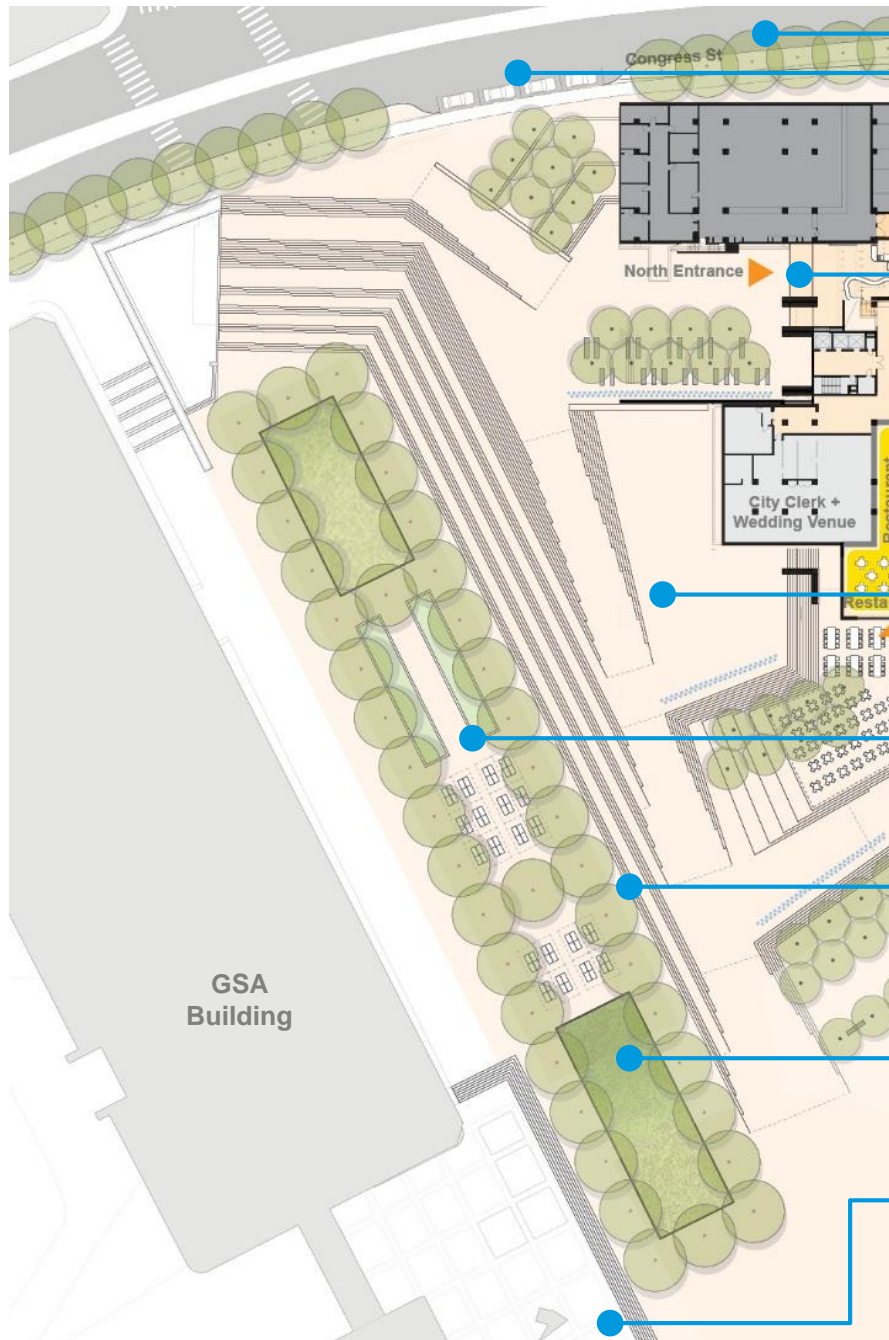 Congress St
North Entrance
City Clerk +
Wedding Venue
Restaurant
Resta
GSA
Building